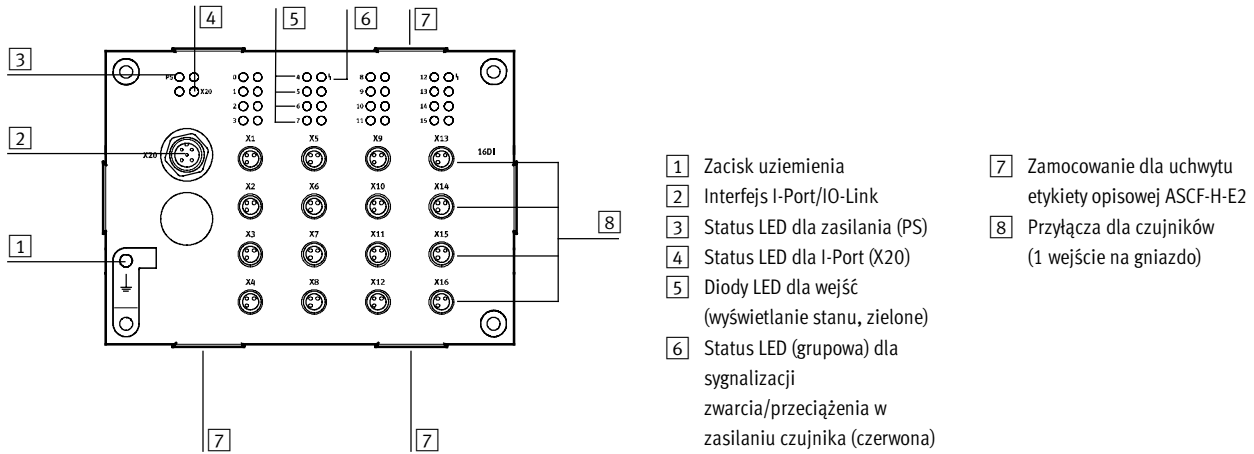 4 5 6 7
3
PS 0 4 8 12
X20 1 5 9 13
2 6 10 14
3 7 11 15
2
X20
X1 X5 X9 X13
16DI
X2 X6 X10 X14
X3 X7 X11 X15
8
1
X4 X8 X12 X16
7 7
1 Zacisk uziemienia
2 Interfejs I-Port/IO-Link
3 Status LED dla zasilania (PS)
4 Status LED dla I-Port (X20)
5 Diody LED dla wejść
(wyświetlanie stanu, zielone)
6 Status LED (grupowa) dla
sygnalizacji
zwarcia/przeciążenia w
zasilaniu czujnika (czerwona)
7 Zamocowanie dla uchwytu
etykiety opisowej ASCF-H-E2
8 Przyłącza dla czujników
(1 wejście na gniazdo)